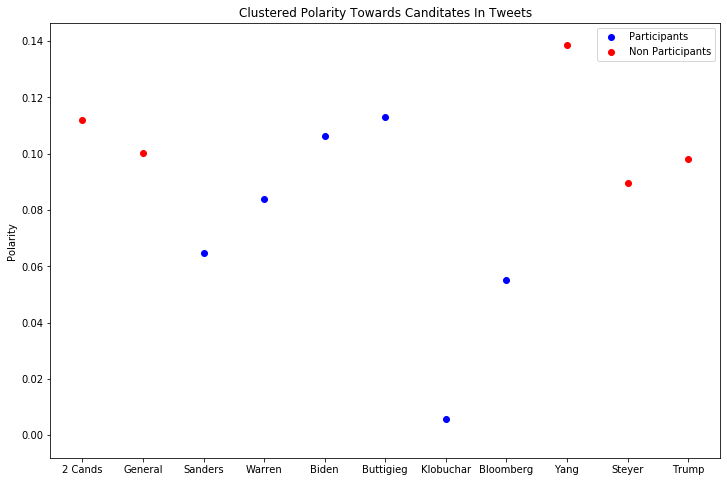 Clustered Polarity Towards Canditates In Tweets
Participants
Non Participants
Polarity
0.14
0.12
0.10
0.08
0.06
0.04
0.02
0.00
2 Cands General Sanders Warren Biden Buttigieg Klobuchar Bloomberg Yang Steyer Trump